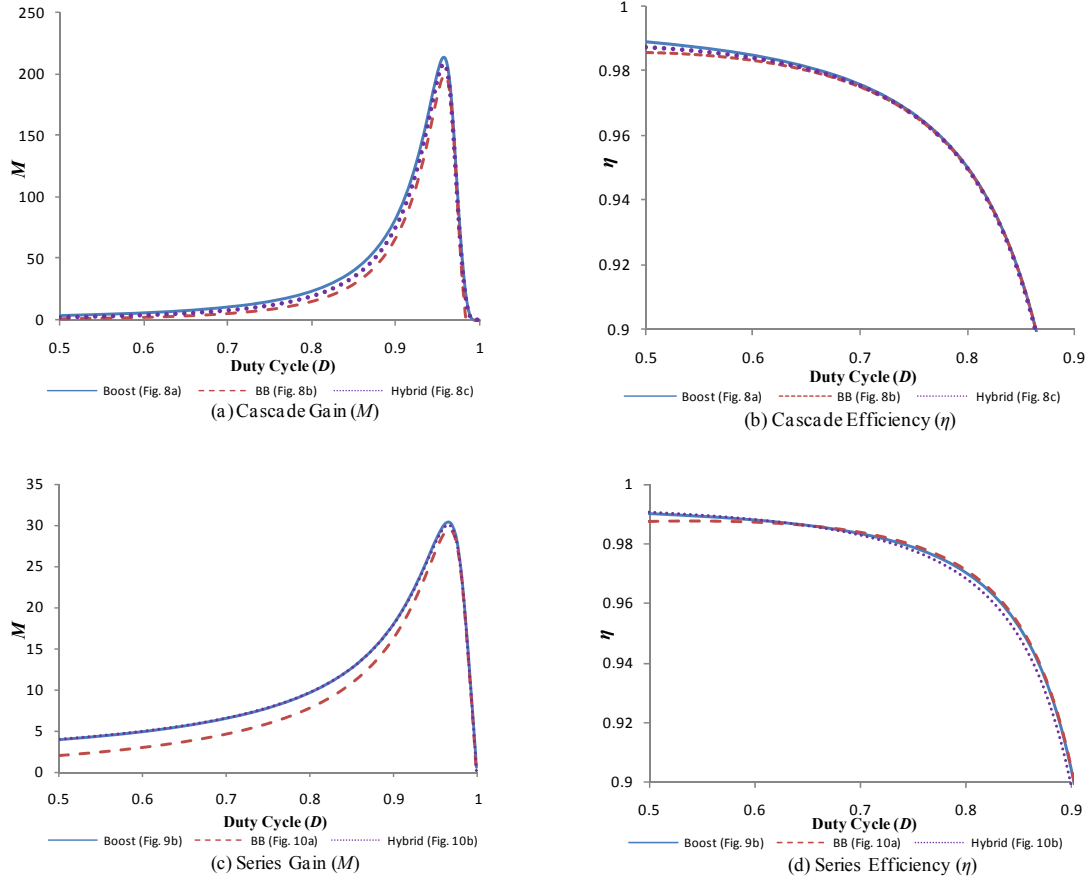 250
200
150
100
50
0
M
0.5 0.6 0.7 0.8 0.9 1
Duty Cycle (D)
Boost (Fig. 8a) BB (Fig. 8b) Hybrid (Fig. 8c)
(a) Cascade Gain (M)
1
0.98
0.96
0.94
0.92
0.9
η
0.5 0.6 0.7 0.8 0.9
Duty Cycle (D)
Boost (Fig. 8a) BB (Fig. 8b) Hybrid (Fig. 8c)
(b) Cascade Efficiency (η)
35
30
25
20
15
10
5
0
M
0.5 0.6 0.7 0.8 0.9 1
Duty Cycle (D)
Boost (Fig. 9b) BB (Fig. 10a) Hybrid (Fig. 10b)
(c) Series Gain (M)
1
0.98
0.96
0.94
0.92
0.9
η
0.5 0.6 0.7 0.8 0.9
Duty Cycle (D)
Boost (Fig. 9b) BB (Fig. 10a) Hybrid (Fig. 10b)
(d) Series Efficiency (η)